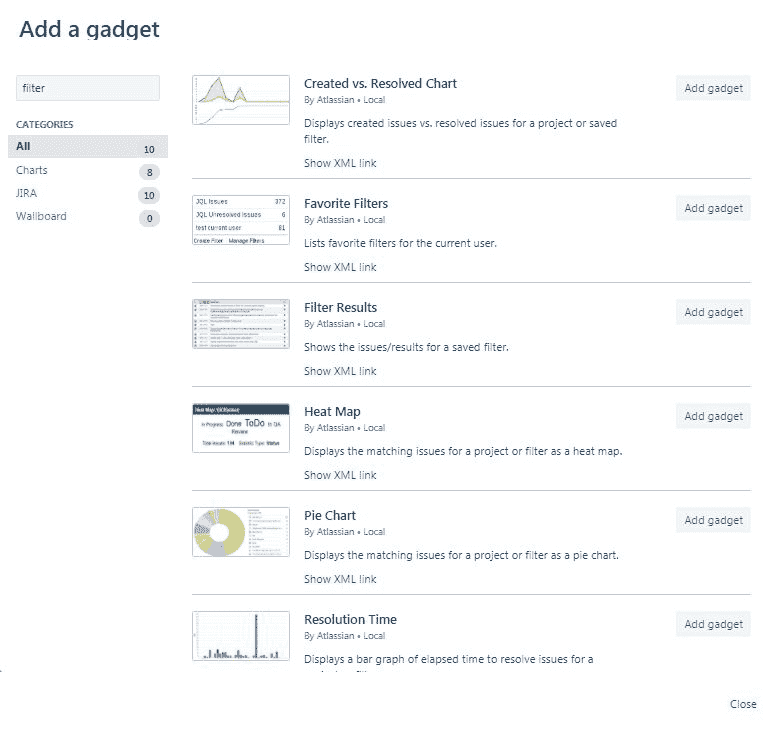 Add a gadget
filter
CATEGORIES
All 10
Charts 8
JIRA 10
Wallboard 0
Created vs. Resolved Chart
Add gadget
By Atlassian • Local
Displays created issues vs. resolved issues for a project or saved
filter.
Show XML link
JQL Issues 372
JQL Unresolved Issues 6
test current user 81
Create Filter Manage Filters
Favorite Filters
Add gadget
By Atlassian • Local
Lists favorite filters for the current user.
Show XML link
Filter Results
Add gadget
By Atlassian • Local
Shows the issues/results for a saved filter.
Show XML link
Heat Map:
In Progress Done ToDo In QA
Review
Total Issues: 134 Statistic Type: Status
Heat Map
Add gadget
By Atlassian • Local
Displays the matching issues for a project or filter as a heat map.
Show XML link
Pie Chart
Add gadget
By Atlassian • Local
Displays the matching issues for a project or filter as a pie chart.
Show XML link
Resolution Time
Add gadget
By Atlassian • Local
Displays a bar graph of elapsed time to resolve issues for a
Close